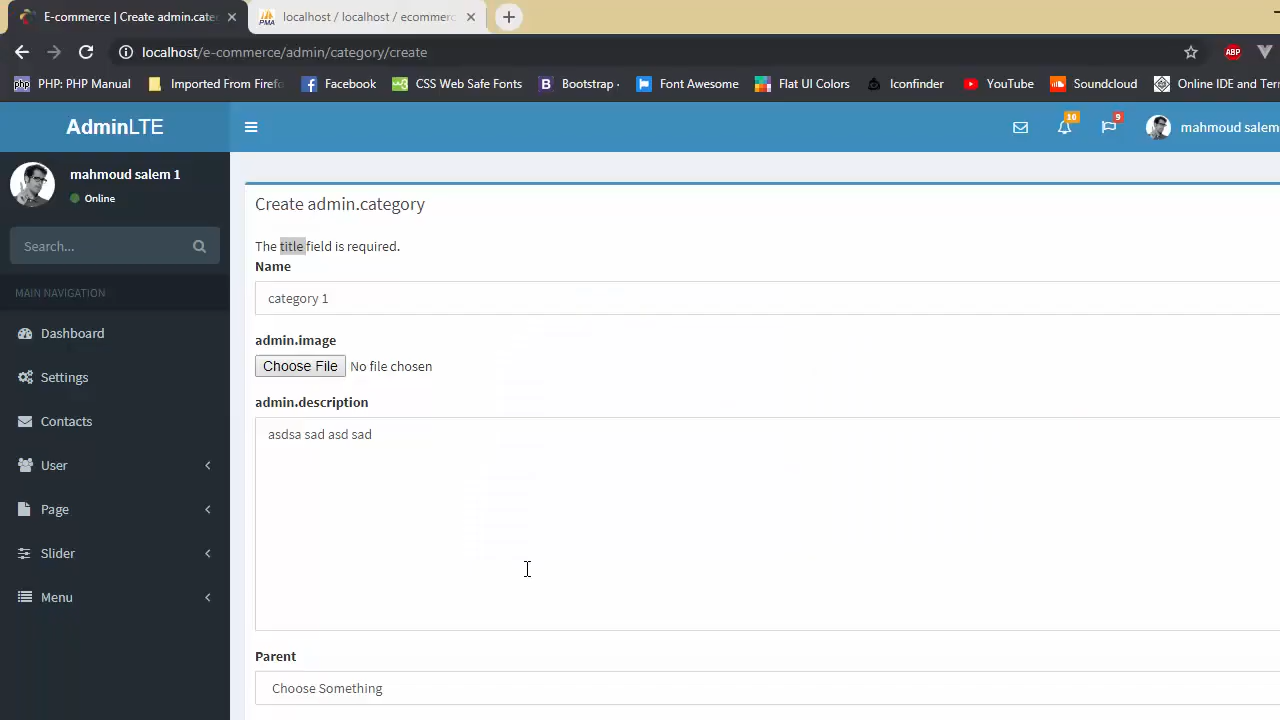 E-commerce | Create admin.cate
localhost / localhost / ecommerc
PMA
localhost/e-commerce/admin/category/create
ABP
php PHP: PHP Manual
Imported From Firefo
Facebook
CSS Web Safe Fonts
B Bootstrap ·
Font Awesome
Flat UI Colors
Iconfinder
YouTube
Soundcloud
Online IDE and Terr
AdminLTE
10
9
mahmoud salem
mahmoud salem 1
Online
Search...
MAIN NAVIGATION
Dashboard
Settings
Contacts
User
Page
Slider
Menu
Create admin.category
The title field is required.
Name
category 1
admin.image
Choose File No file chosen
admin.description
asdsa sad asd sad
Parent
Choose Something